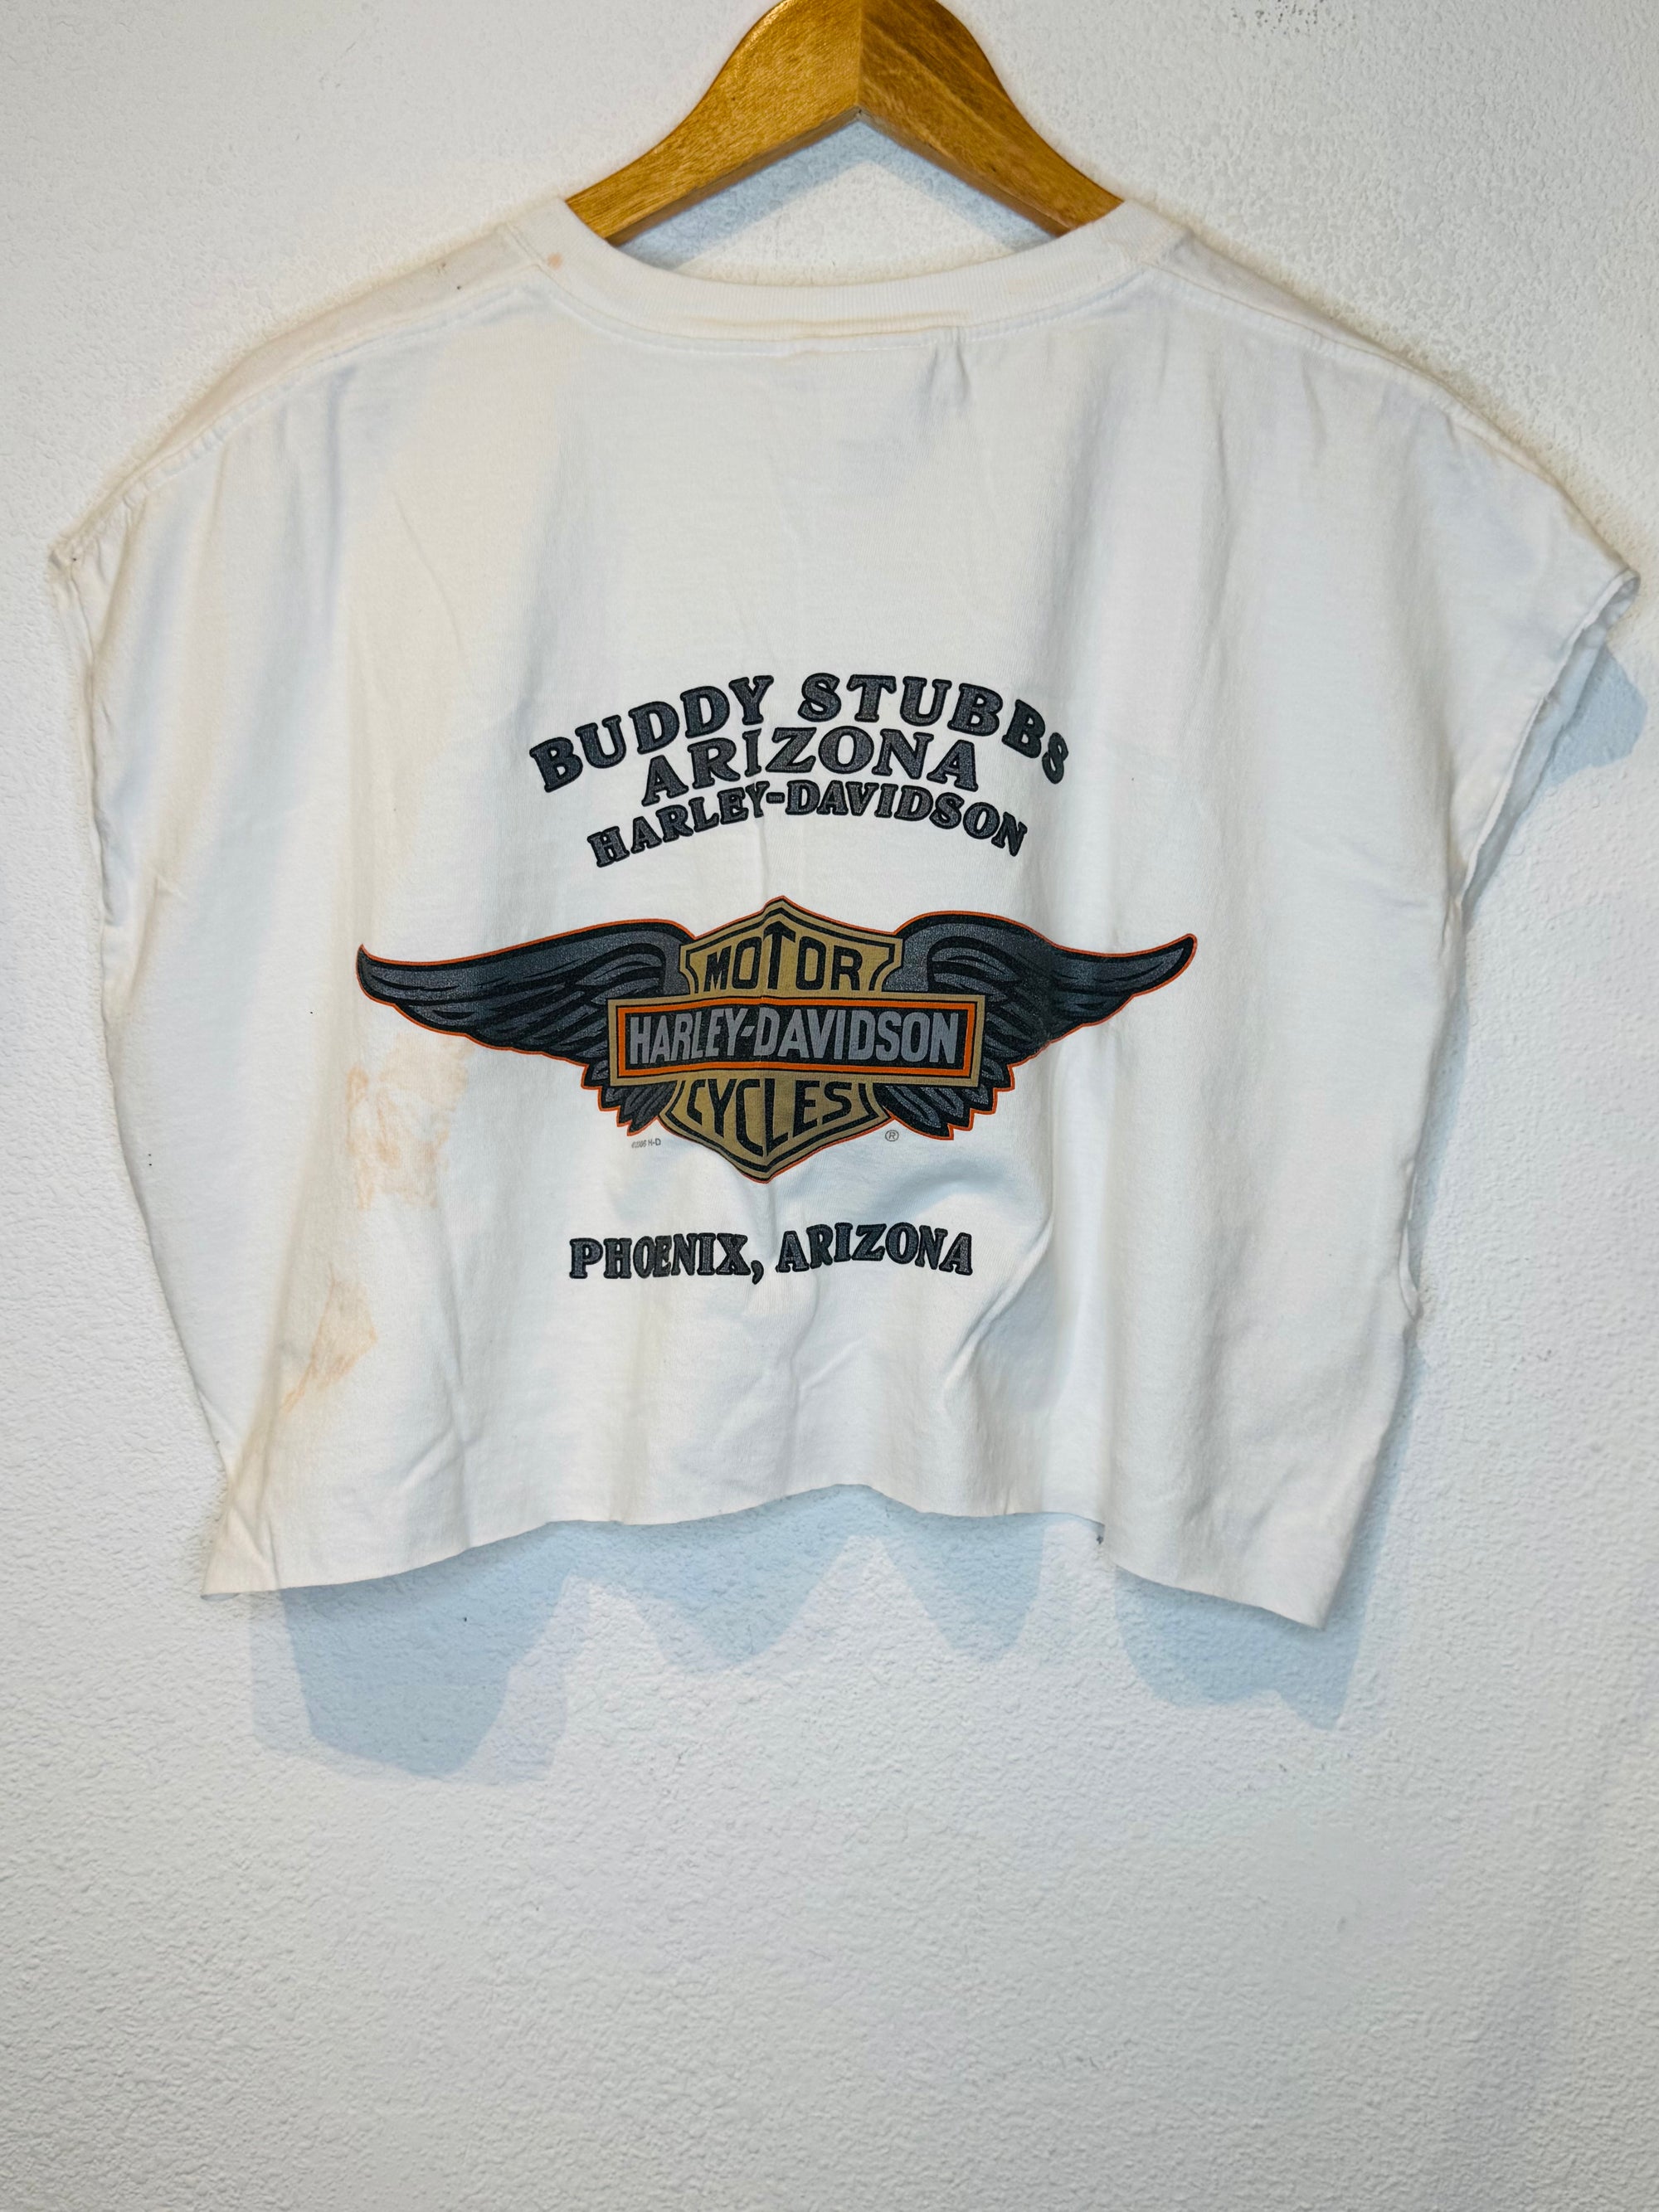 BUDDY STUBBS
ARIZONA
HARLEY-DAVIDSON
MOTOR
HARLEY-DAVIDSON
CYCLES
H-D
®
PHOENIX, ARIZONA